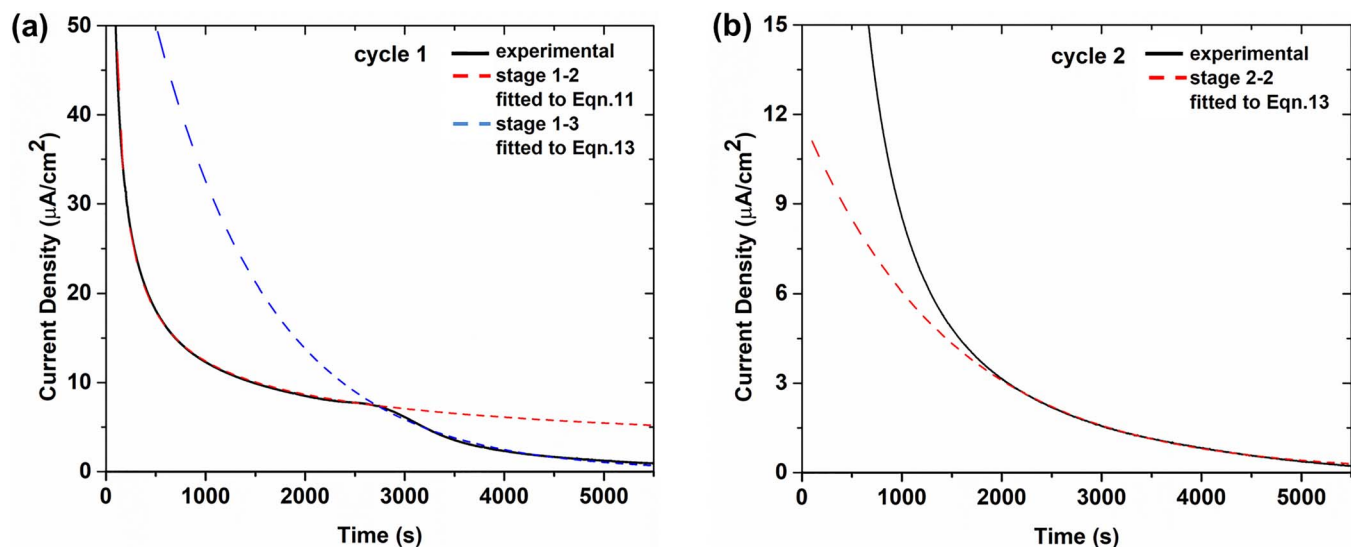 (a)
cycle 1
experimental
stage 1-2
fitted to Eqn.11
stage 1-3
fitted to Eqn.13
Current Density (μA/cm²)
50
40
30
20
10
0
0 1000 2000 3000 4000 5000
Time (s)
(b)
cycle 2
experimental
stage 2-2
fitted to Eqn.13
Current Density (μA/cm²)
15
12
9
6
3
0
0 1000 2000 3000 4000 5000
Time (s)